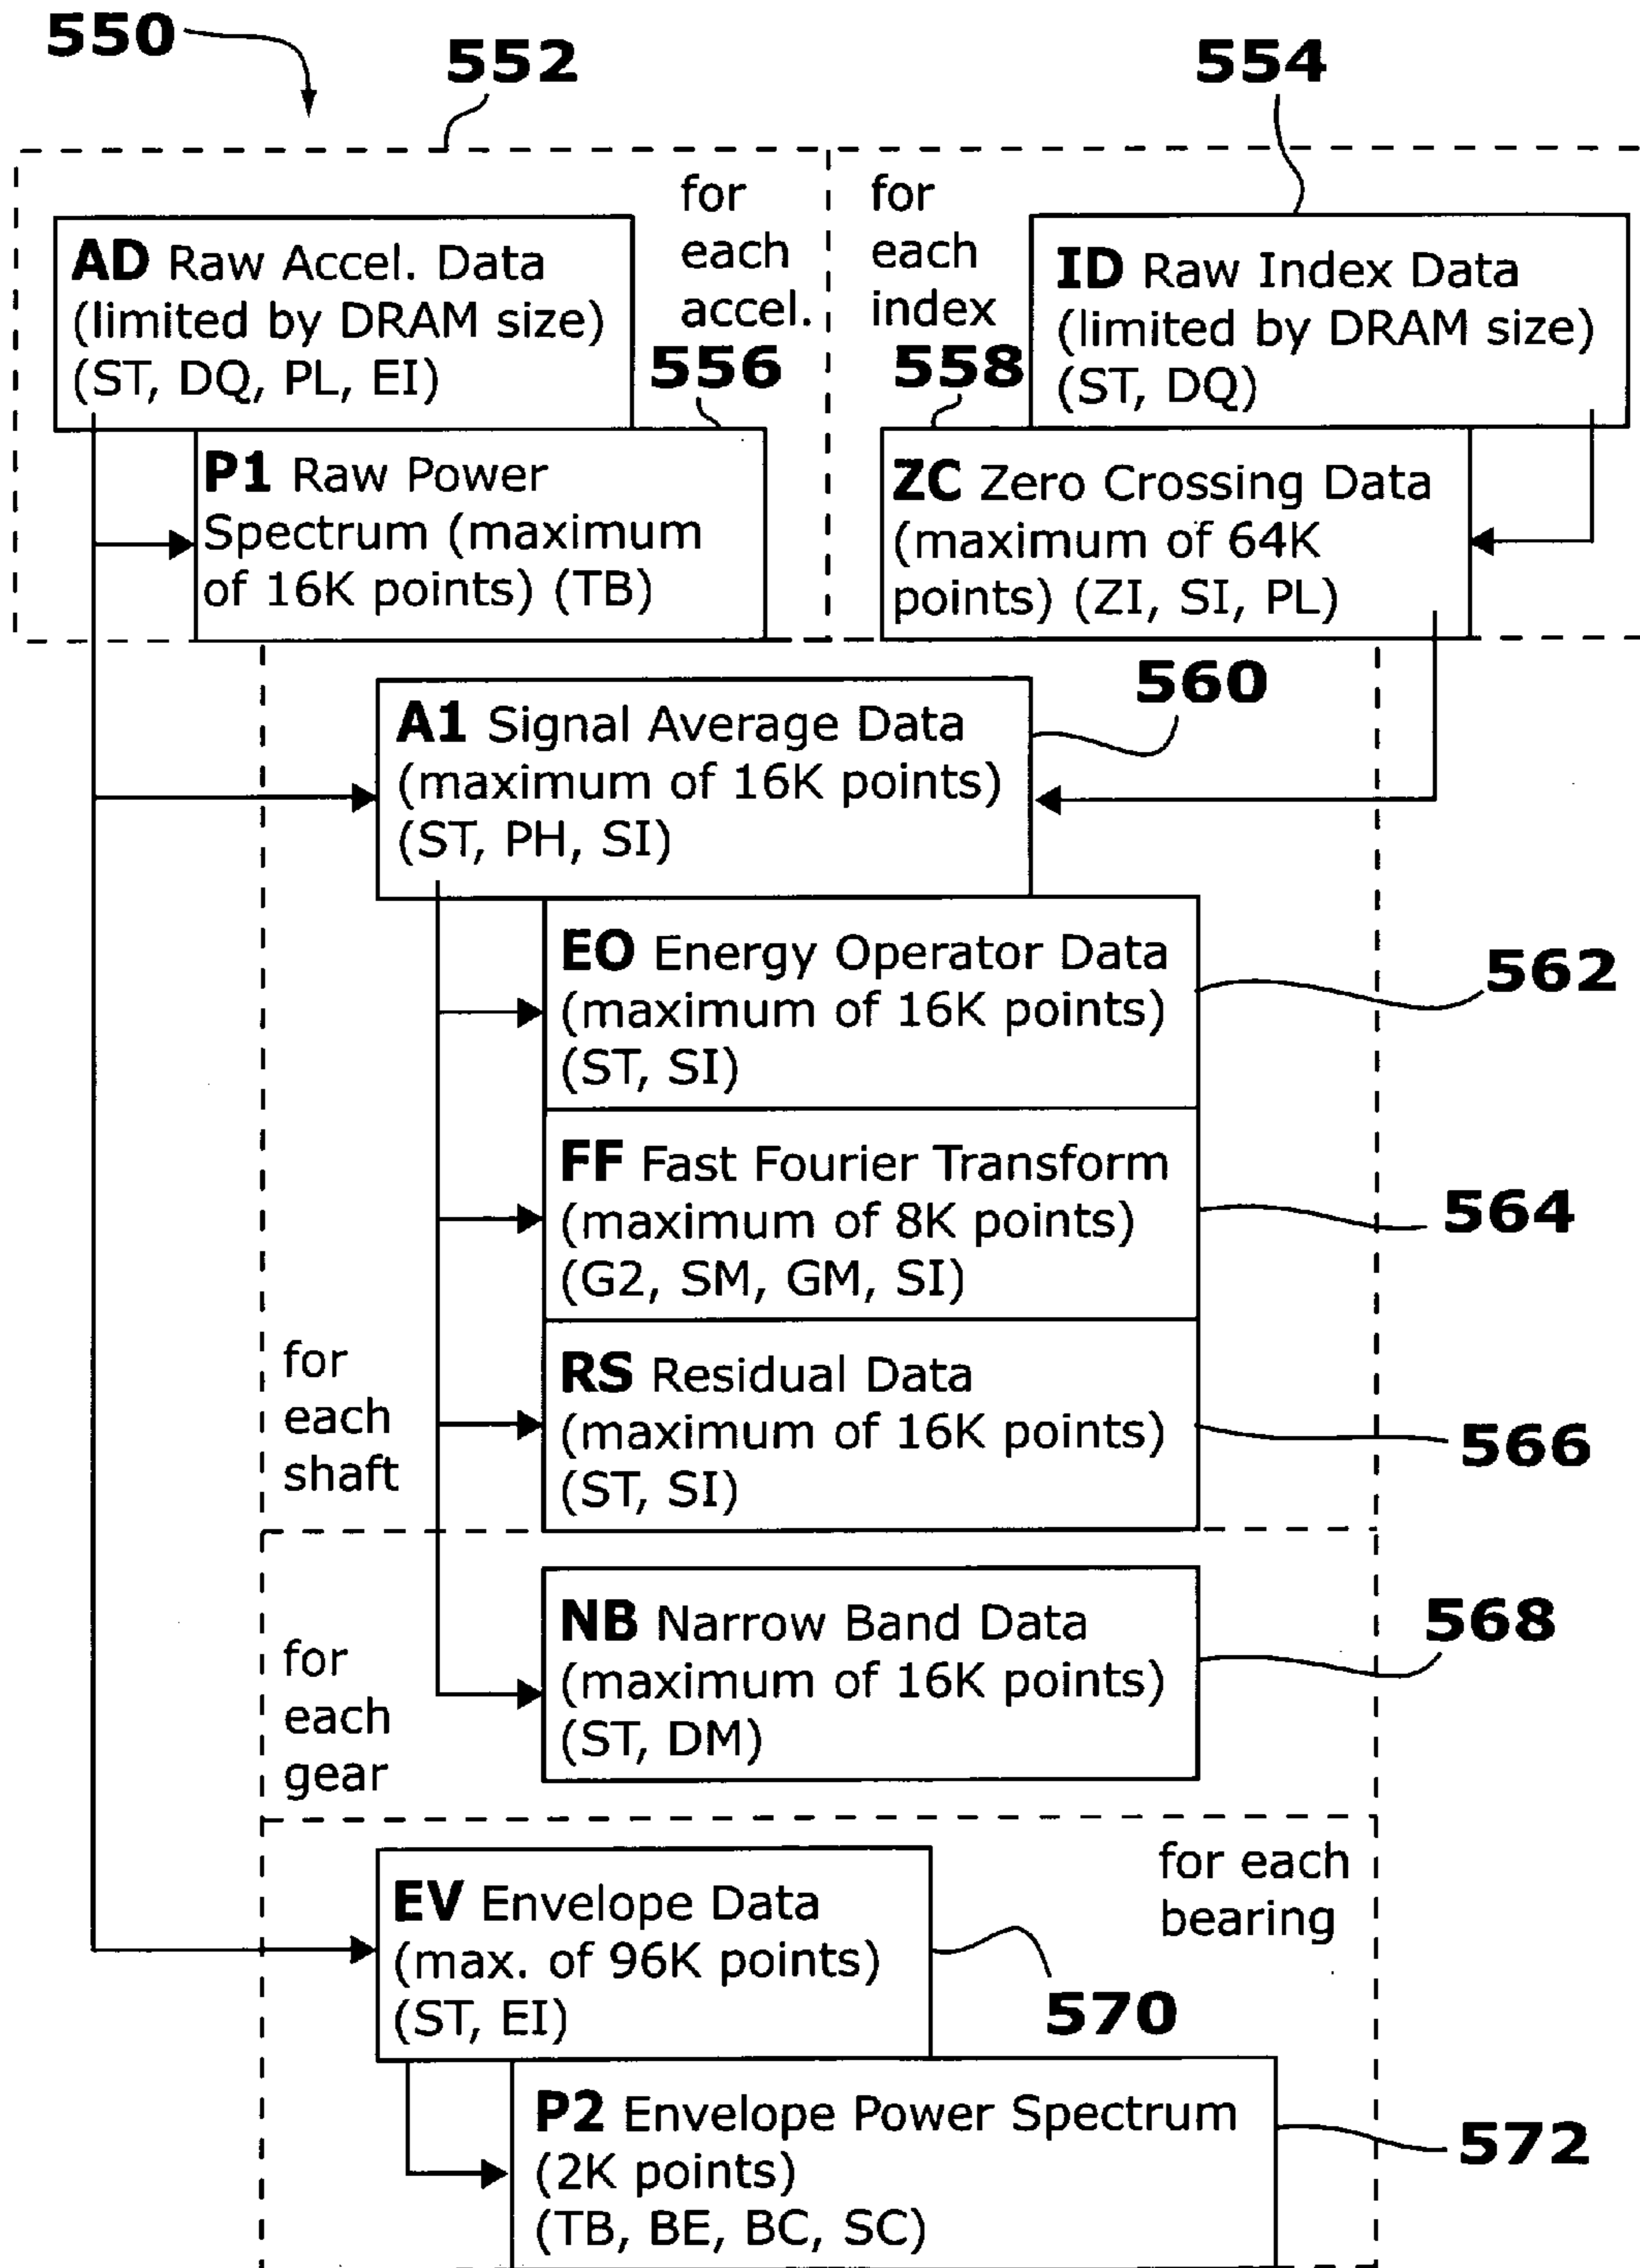 550
552
554
for
each
accel.
for
each
index
AD Raw Accel. Data
(limited by DRAM size)
(ST, DQ, PL, EI)
ID Raw Index Data
(limited by DRAM size)
(ST, DQ)
556
558
P1 Raw Power
Spectrum (maximum
of 16K points) (TB)
ZC Zero Crossing Data
(maximum of 64K
points) (ZI, SI, PL)
560
A1 Signal Average Data
(maximum of 16K points)
(ST, PH, SI)
EO Energy Operator Data
(maximum of 16K points)
(ST, SI)
562
FF Fast Fourier Transform
(maximum of 8K points)
(G2, SM, GM, SI)
564
for
each
shaft
RS Residual Data
(maximum of 16K points)
(ST, SI)
566
for
each
gear
NB Narrow Band Data
(maximum of 16K points)
(ST, DM)
568
for each
bearing
EV Envelope Data
(max. of 96K points)
(ST, EI)
570
P2 Envelope Power Spectrum
(2K points)
(TB, BE, BC, SC)
572